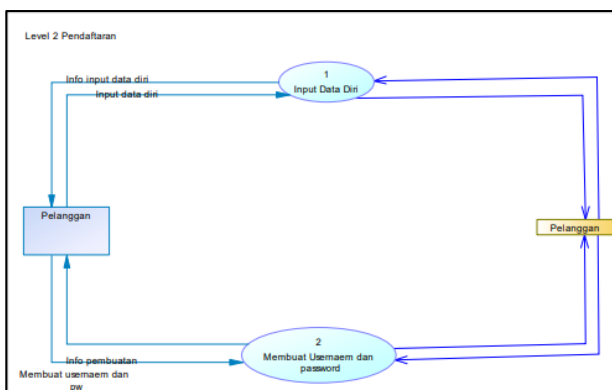 Level 2 Pendaftaran
Info input data diri
Input data diri
1
Input Data Diri
Pelanggan
Pelanggan
2
Membuat Usernaem dan
password
Info pembuatan
Membuat usernaem dan
pw